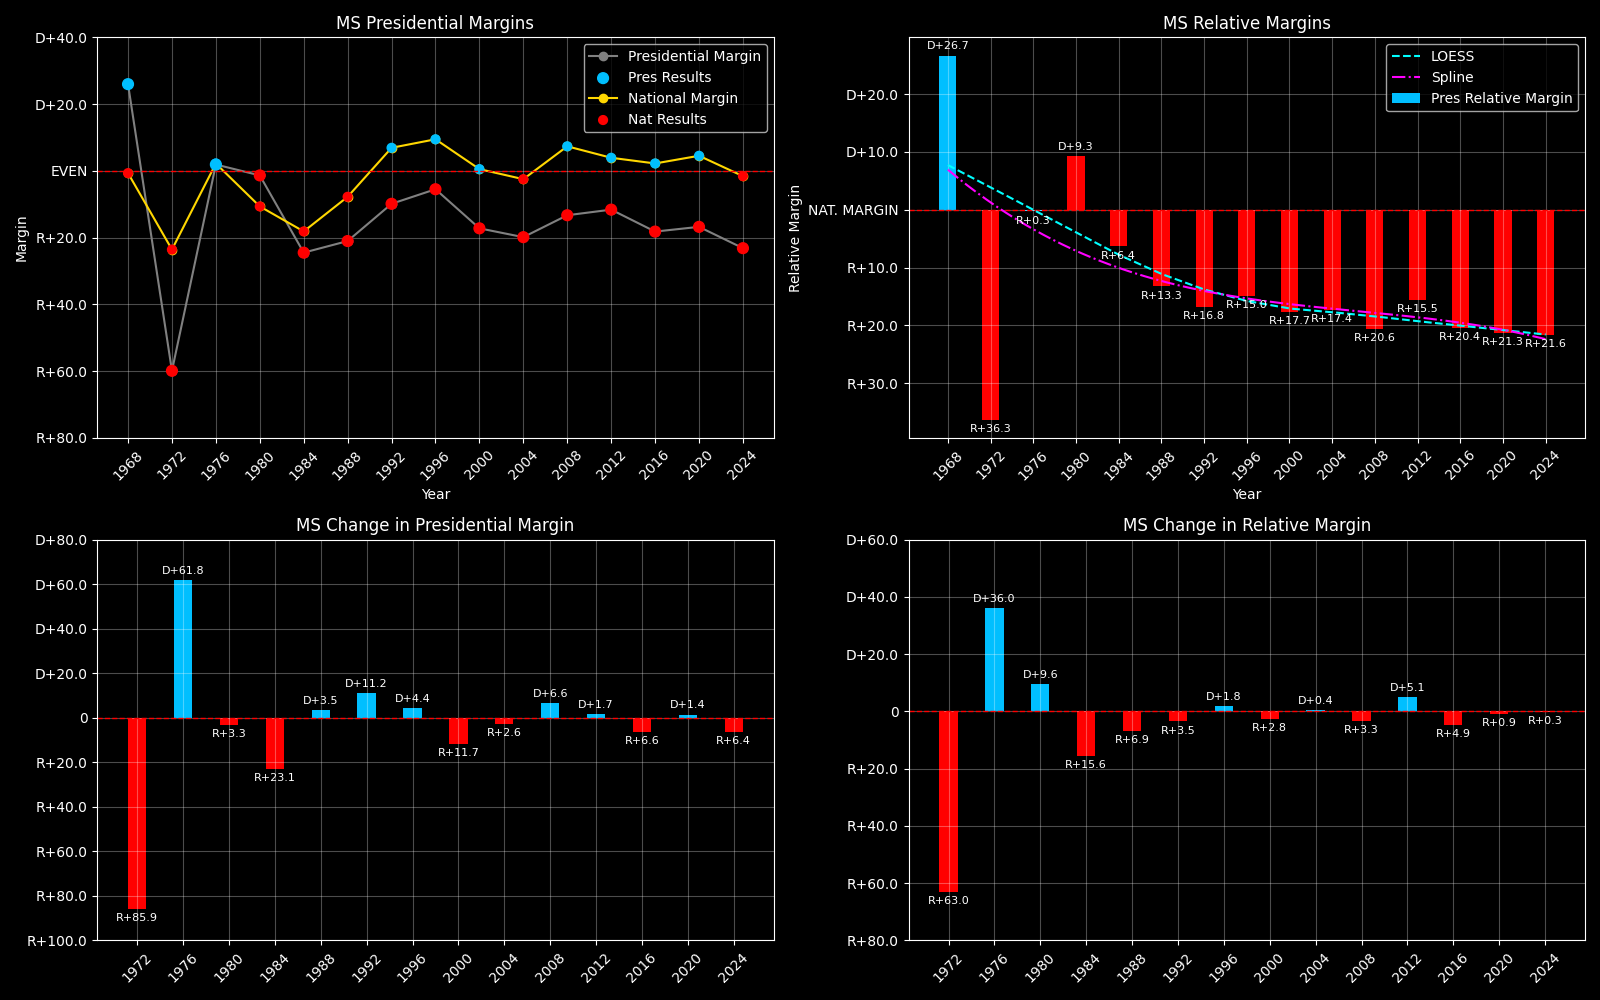 MS Presidential Margins
D+40.0
D+20.0
EVEN
R+20.0
R+40.0
R+60.0
R+80.0
Margin
Presidential Margin
Pres Results
National Margin
Nat Results
1968
1972
1976
1980
1984
1988
1992
1996
2000
2004
2008
2012
2016
2020
2024
Year
MS Relative Margins
D+20.0
D+10.0
NAT. MARGIN
R+10.0
R+20.0
R+30.0
Relative Margin
LOESS
Spline
Pres Relative Margin
D+26.7
R+36.3
R+0.3
D+9.3
R+6.4
R+13.3
R+16.8
R+15.0
R+17.7
R+17.4
R+20.6
R+15.5
R+20.4
R+21.3
R+21.6
1968
1972
1976
1980
1984
1988
1992
1996
2000
2004
2008
2012
2016
2020
2024
Year
MS Change in Presidential Margin
D+80.0
D+60.0
D+40.0
D+20.0
0
R+20.0
R+40.0
R+60.0
R+80.0
R+100.0
R+85.9
D+61.8
R+3.3
R+23.1
D+3.5
D+11.2
D+4.4
R+11.7
R+2.6
D+6.6
D+1.7
R+6.6
D+1.4
R+6.4
1972
1976
1980
1984
1988
1992
1996
2000
2004
2008
2012
2016
2020
2024
MS Change in Relative Margin
D+60.0
D+40.0
D+20.0
0
R+20.0
R+40.0
R+60.0
R+80.0
R+63.0
D+36.0
D+9.6
R+15.6
R+6.9
R+3.5
D+1.8
R+2.8
D+0.4
R+3.3
D+5.1
R+4.9
R+0.9
R+0.3
1972
1976
1980
1984
1988
1992
1996
2000
2004
2008
2012
2016
2020
2024